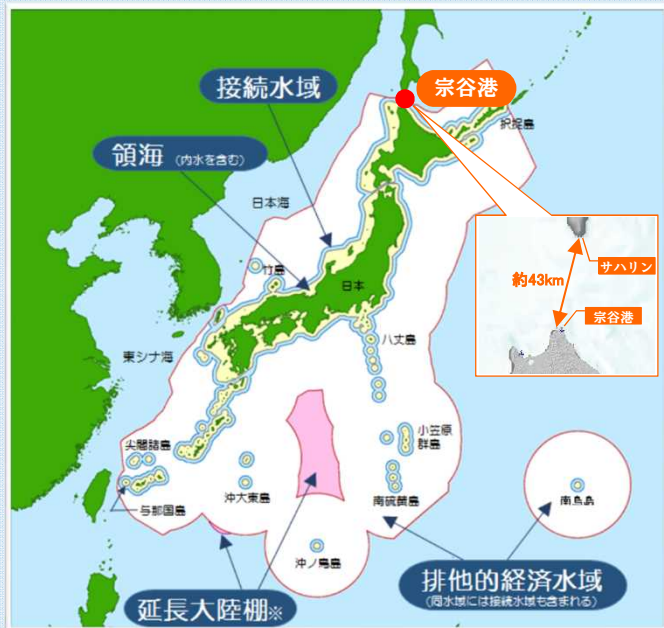 宗谷港
接続水域
択捉島
領海 (内水を含む)
日本海
竹島
サハリン
約43km
宗谷港
日本
東シナ海
八丈島
尖閣諸島
小笠原
群島
与那国島
沖大東島
南硫黄島
南鳥島
沖ノ鳥島
排他的経済水域
(同水域には接続水域も含まれる)
延長大陸棚※